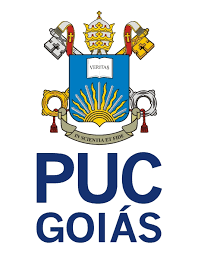 VERITAS
IN SCIENTIA ET FIDE
PUC
GOIÁS